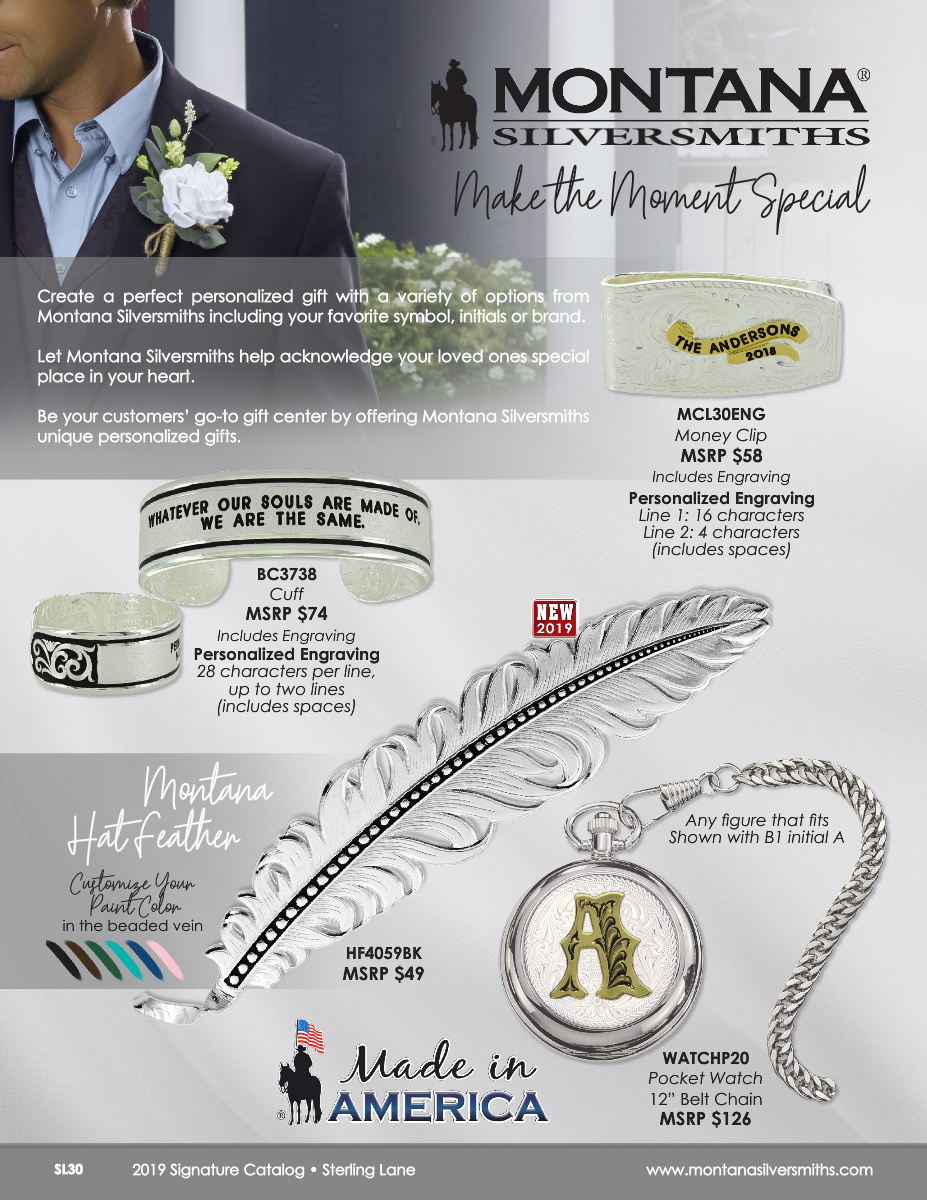 MONTANA®
SILVERSMITHS
Make the Moment Special
Create a perfect personalized gift with a variety of options from
Montana Silversmiths including your favorite symbol, initials or brand.
Let Montana Silversmiths help acknowledge your loved ones special
place in your heart.
Be your customers' go-to gift center by offering Montana Silversmiths
unique personalized gifts.
THE ANDERSONS
2018
MCL30ENG
Money Clip
MSRP $58
Includes Engraving
Personalized Engraving
Line 1: 16 characters
Line 2: 4 characters
(includes spaces)
WHATEVER OUR SOULS ARE MADE OF,
WE ARE THE SAME.
BC3738
Cuff
MSRP $74
Includes Engraving
Personalized Engraving
28 characters per line,
up to two lines
(includes spaces)
NEW
2019
Montana
Hat Feather
Customize Your
Paint Color
in the beaded vein
HF4059BK
MSRP $49
Any figure that fits
Shown with B1 initial A
A
WATCHP20
Pocket Watch
12" Belt Chain
MSRP $126
®
Made in
AMERICA
SL30
2019 Signature Catalog • Sterling Lane
www.montanasilversmiths.com